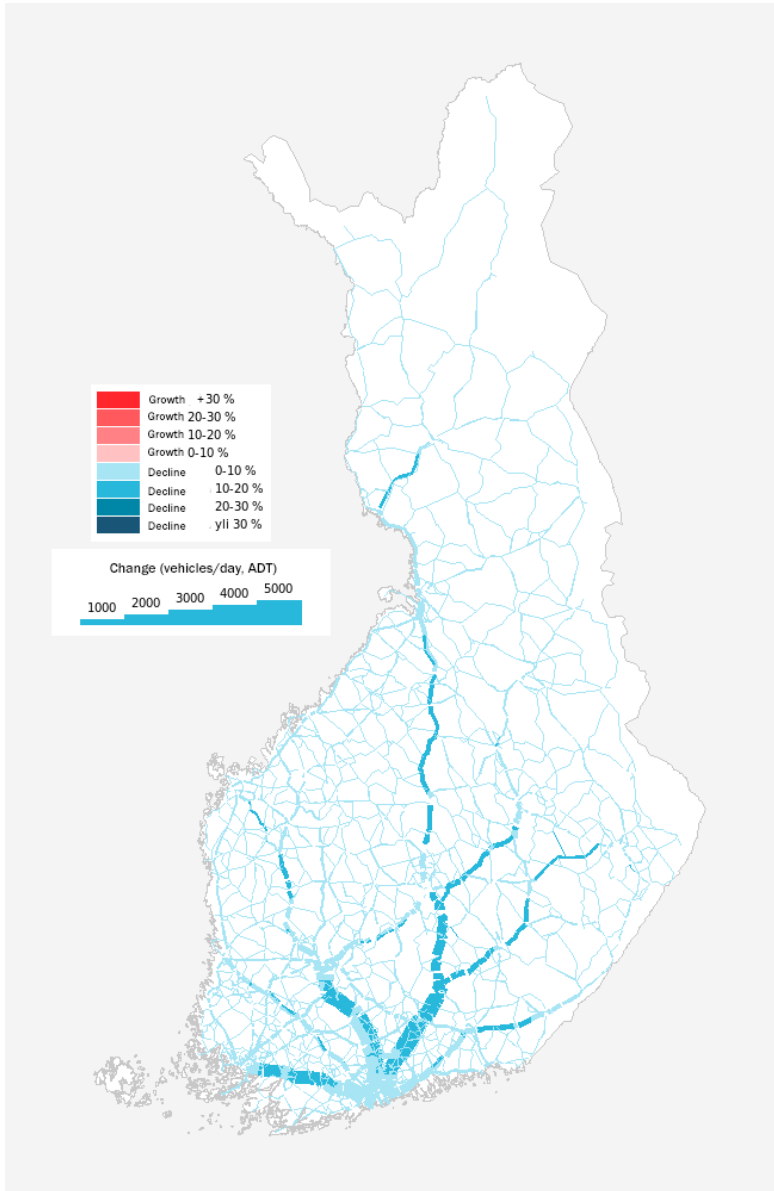 Growth +30 %
Growth 20-30 %
Growth 10-20 %
Growth 0-10 %
Decline 0-10 %
Decline 10-20 %
Decline 20-30 %
Decline yli 30 %
Change (vehicles/day, ADT)
1000 2000 3000 4000 5000